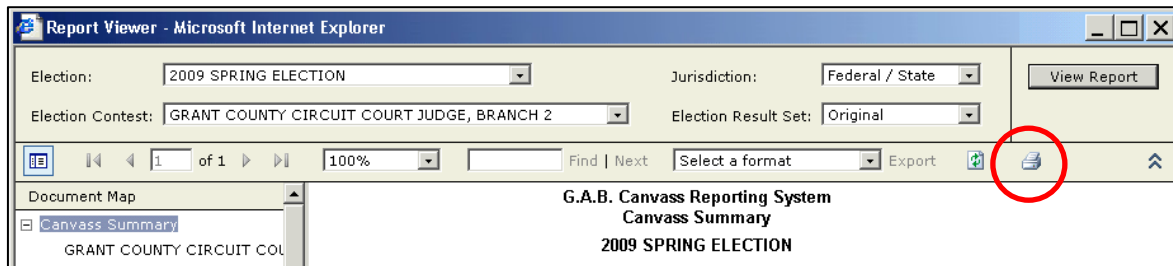 Report Viewer - Microsoft Internet Explorer
Election: 2009 SPRING ELECTION Jurisdiction: Federal / State View Report
Election Contest: GRANT COUNTY CIRCUIT COURT JUDGE, BRANCH 2 Election Result Set: Original
1 of 1 100% Find | Next Select a format Export
Document Map
Canvass Summary
GRANT COUNTY CIRCUIT COU
G.A.B. Canvass Reporting System
Canvass Summary
2009 SPRING ELECTION